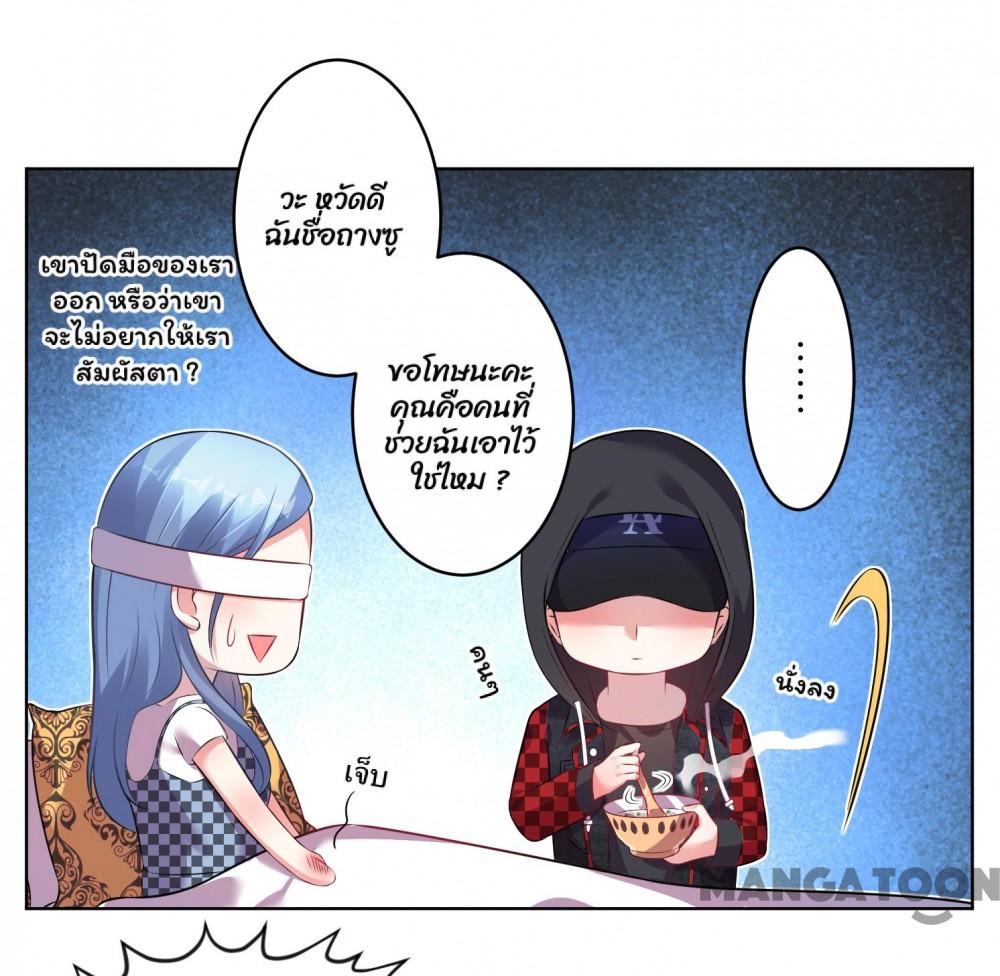 วะ หวัดดี
ฉันชื่อถางซู
เขาปัดมือของเรา
ออก หรือว่าเขา
จะไม่อยากให้เรา
สัมผัสตา ?
ขอโทษนะคะ
คุณคือคนที่
ช่วยฉันเอาไว้
ใช่ไหม ?
.......
A
คนๆ
นั่งลง
เจ็บ
MANGATOON